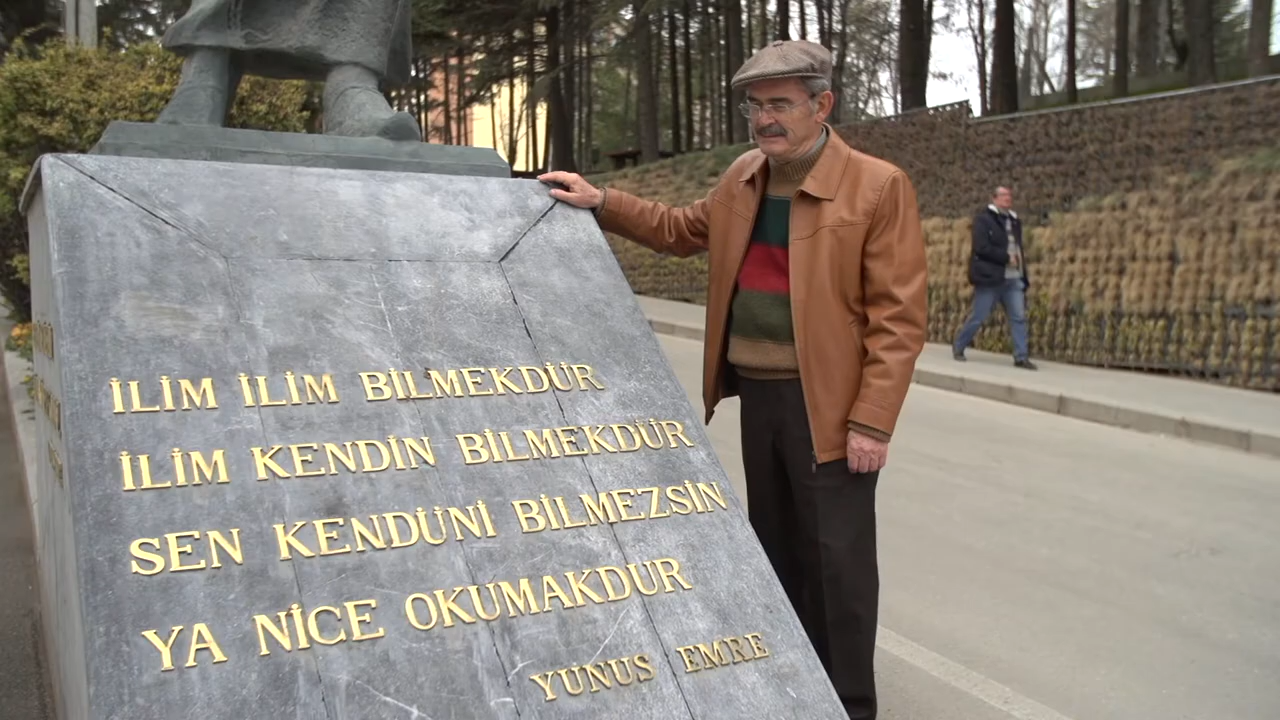 İLİM İLİM BİLMEKDÜR
İLİM KENDİN BİLMEKDÜR
SEN KENDÜNİ BİLMEZSİN
YA NİCE OKUMAKDUR
YUNUS EMRE